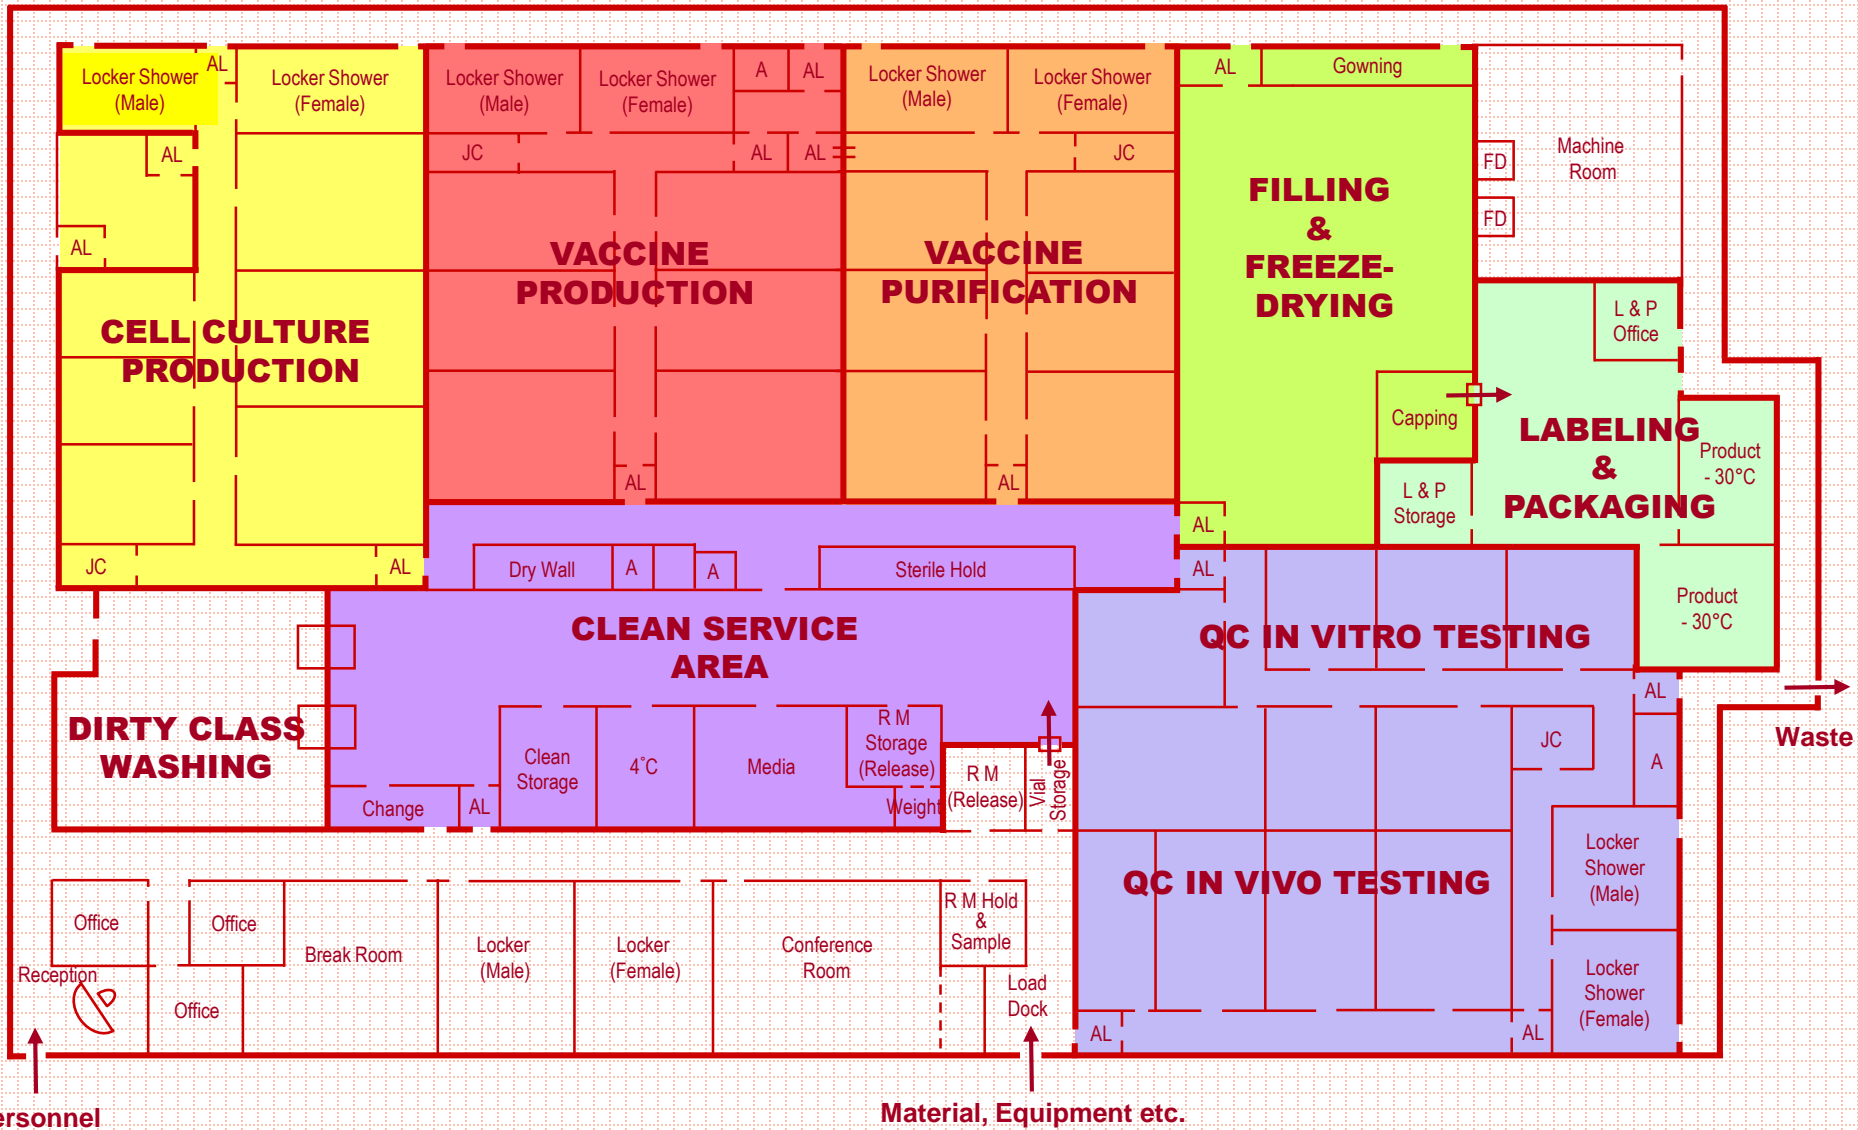 Locker Shower
(Male)
AL
Locker Shower
(Female)
Locker Shower
(Male)
Locker Shower
(Female)
A
AL
Locker Shower
(Male)
Locker Shower
(Female)
AL
Gowning
AL
JC
AL
AL
JC
FD
FD
Machine
Room
AL
CELL CULTURE
PRODUCTION
VACCINE
PRODUCTION
VACCINE
PURIFICATION
FILLING
&
FREEZE-
DRYING
L & P
Office
Capping
LABELING
&
PACKAGING
Product
- 30°C
L & P
Storage
AL
AL
AL
JC
AL
Dry Wall
A
A
Sterile Hold
AL
Product
- 30°C
CLEAN SERVICE
AREA
QC IN VITRO TESTING
DIRTY CLASS
WASHING
Clean
Storage
4°C
Media
R M
Storage
(Release)
Weight
Change
AL
R M
(Release)
Vial
Storage
JC
AL
A
Waste
QC IN VIVO TESTING
Locker
Shower
(Male)
Locker
Shower
(Female)
Office
Office
Break Room
Locker
(Male)
Locker
(Female)
Conference
Room
R M Hold
&
Sample
Reception
Office
Load
Dock
AL
AL
ersonnel
Material, Equipment etc.